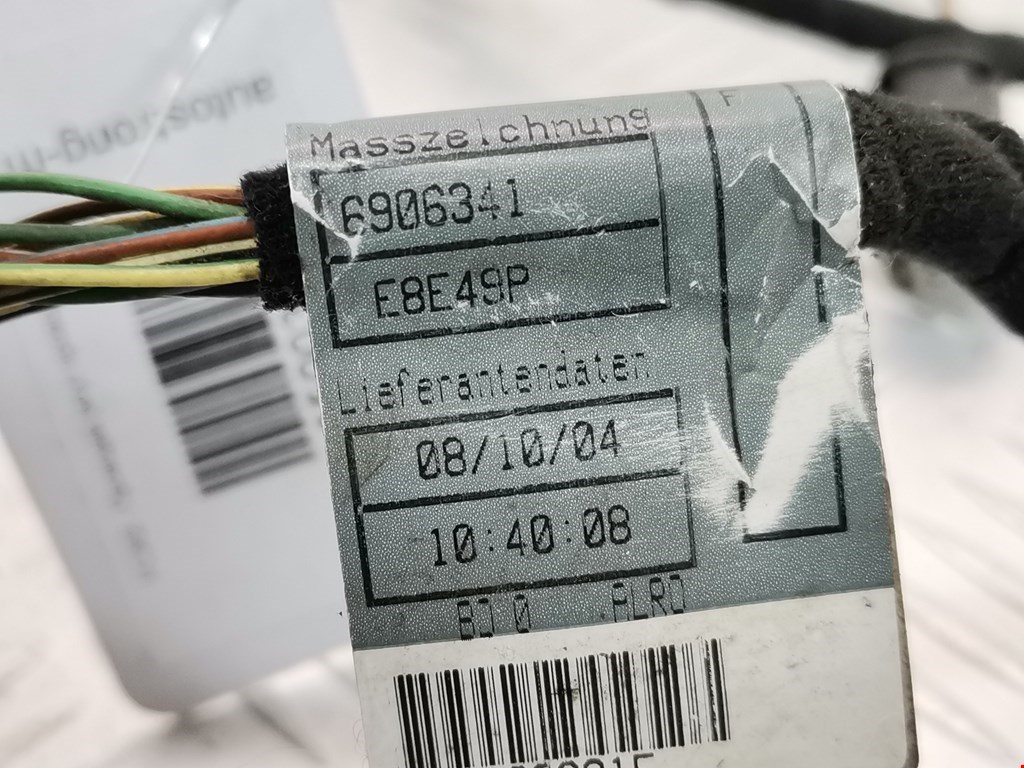 Masszeichnung
F
6906341
E8E49P
Lieferantendaten
08/10/04
10:40:08